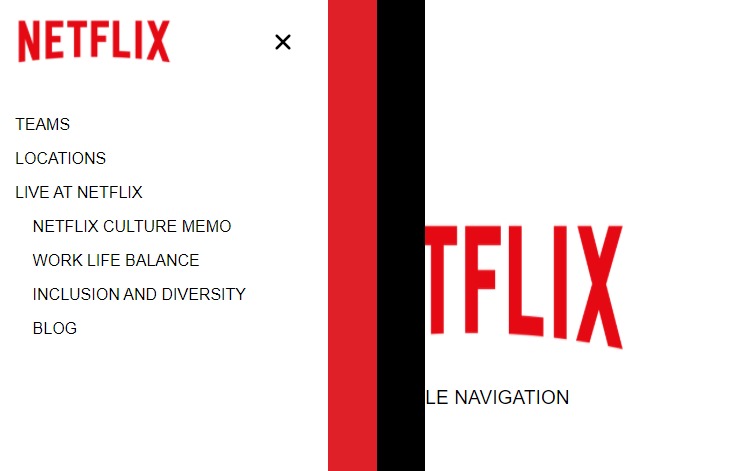 NETFLIX
TEAMS
LOCATIONS
LIVE AT NETFLIX
NETFLIX CULTURE MEMO
WORK LIFE BALANCE
INCLUSION AND DIVERSITY
BLOG
TFLIX
LE NAVIGATION